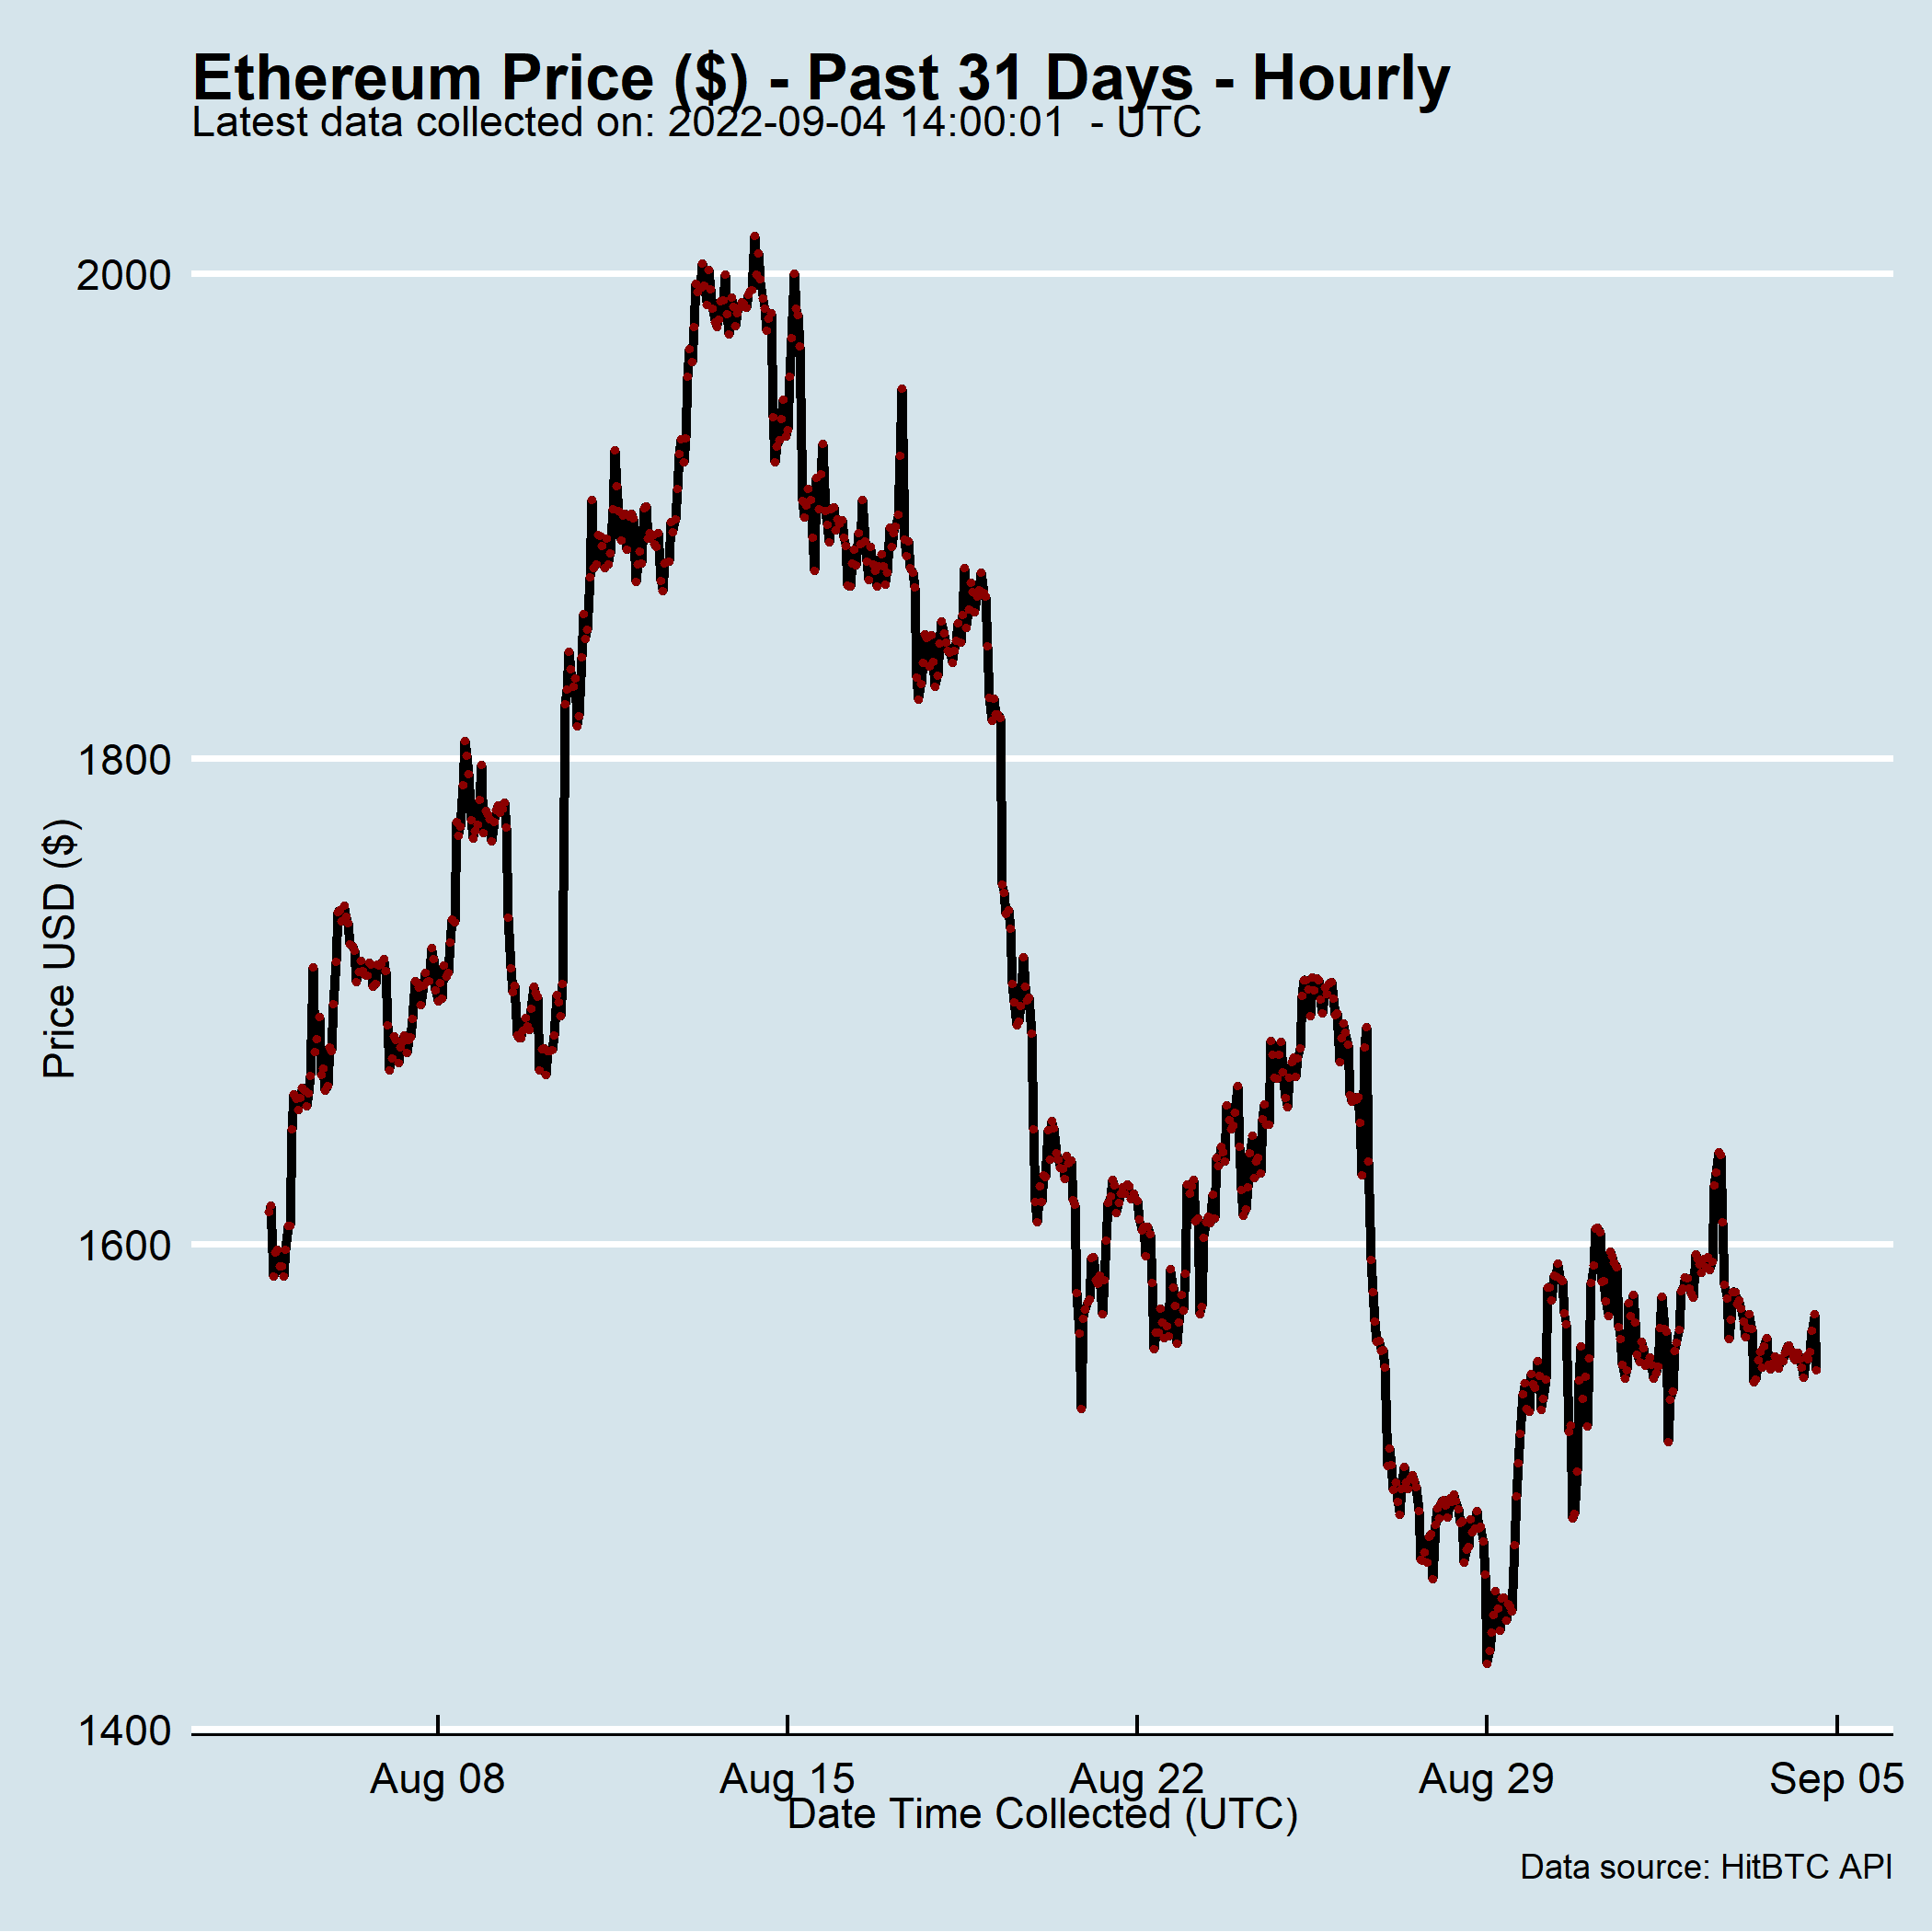 Ethereum Price ($) - Past 31 Days - Hourly
Latest data collected on: 2022-09-04 14:00:01  - UTC
2000
1800
1600
1400
Price USD ($)
Aug 08 Aug 15 Aug 22 Aug 29 Sep 05
Date Time Collected (UTC)
Data source: HitBTC API